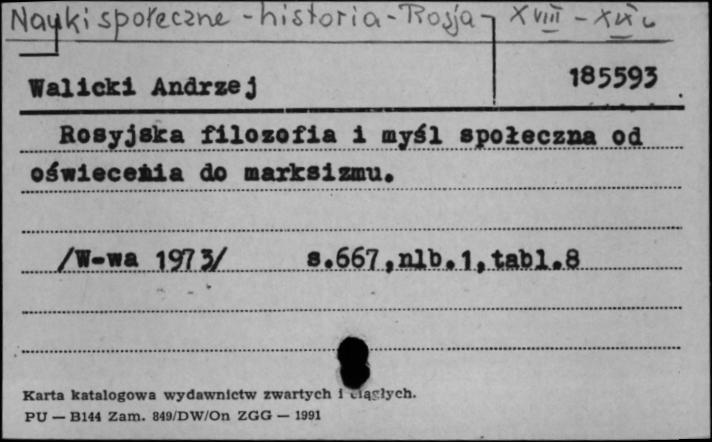 Nauki społeczne - historia - Rosja - XVIII - XIX w
Walicki Andrzej 185593
Rosyjska filozofia i myśl społeczna od
oświecenia do marksizmu.
/W-wa 1973/ s.667,nlb.1,tabl.8
Karta katalogowa wydawnictw zwartych i ciągłych.
PU — B144 Zam. 849/DW/On ZGG — 1991